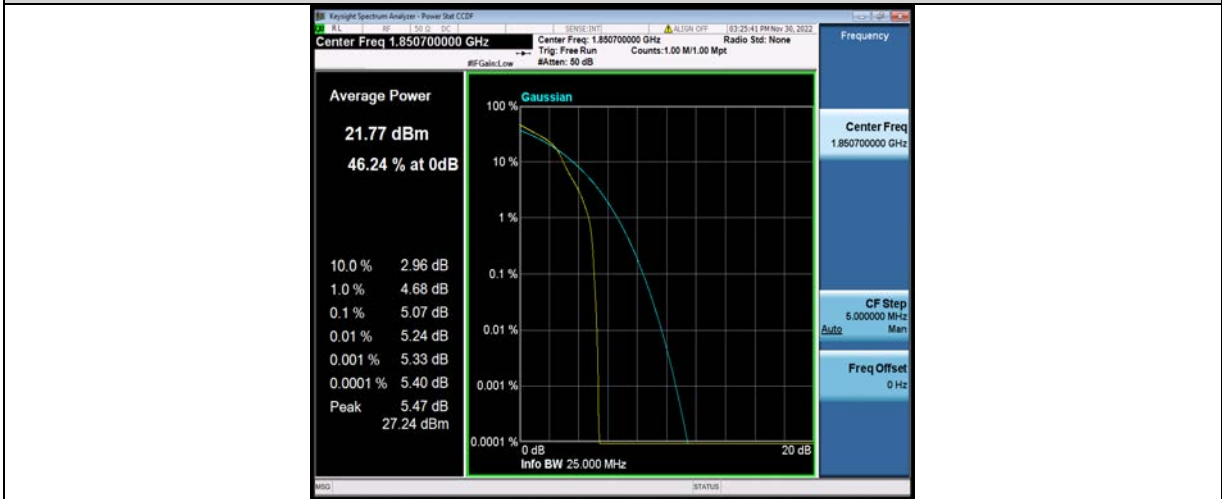 Keysight Spectrum Analyzer - Power Stat CCDF
RL RF 50 Ω DC SENSE:INT ALIGN OFF 03:25:41 PM Nov 30, 2022
Center Freq 1.850700000 GHz
Center Freq: 1.850700000 GHz Radio Std: None
Trig: Free Run Counts:1.00 M/1.00 Mpt
#IFGain:Low #Atten: 50 dB
Frequency
Average Power
21.77 dBm
46.24 % at 0dB
10.0 % 2.96 dB
1.0 % 4.68 dB
0.1 % 5.07 dB
0.01 % 5.24 dB
0.001 % 5.33 dB
0.0001 % 5.40 dB
Peak 5.47 dB
27.24 dBm
Gaussian
100 %
10 %
1 %
0.1 %
0.01 %
0.001 %
0.0001 %
0 dB 20 dB
Info BW 25.000 MHz
Center Freq
1.850700000 GHz
CF Step
5.000000 MHz
Auto Man
Freq Offset
0 Hz
MSG STATUS